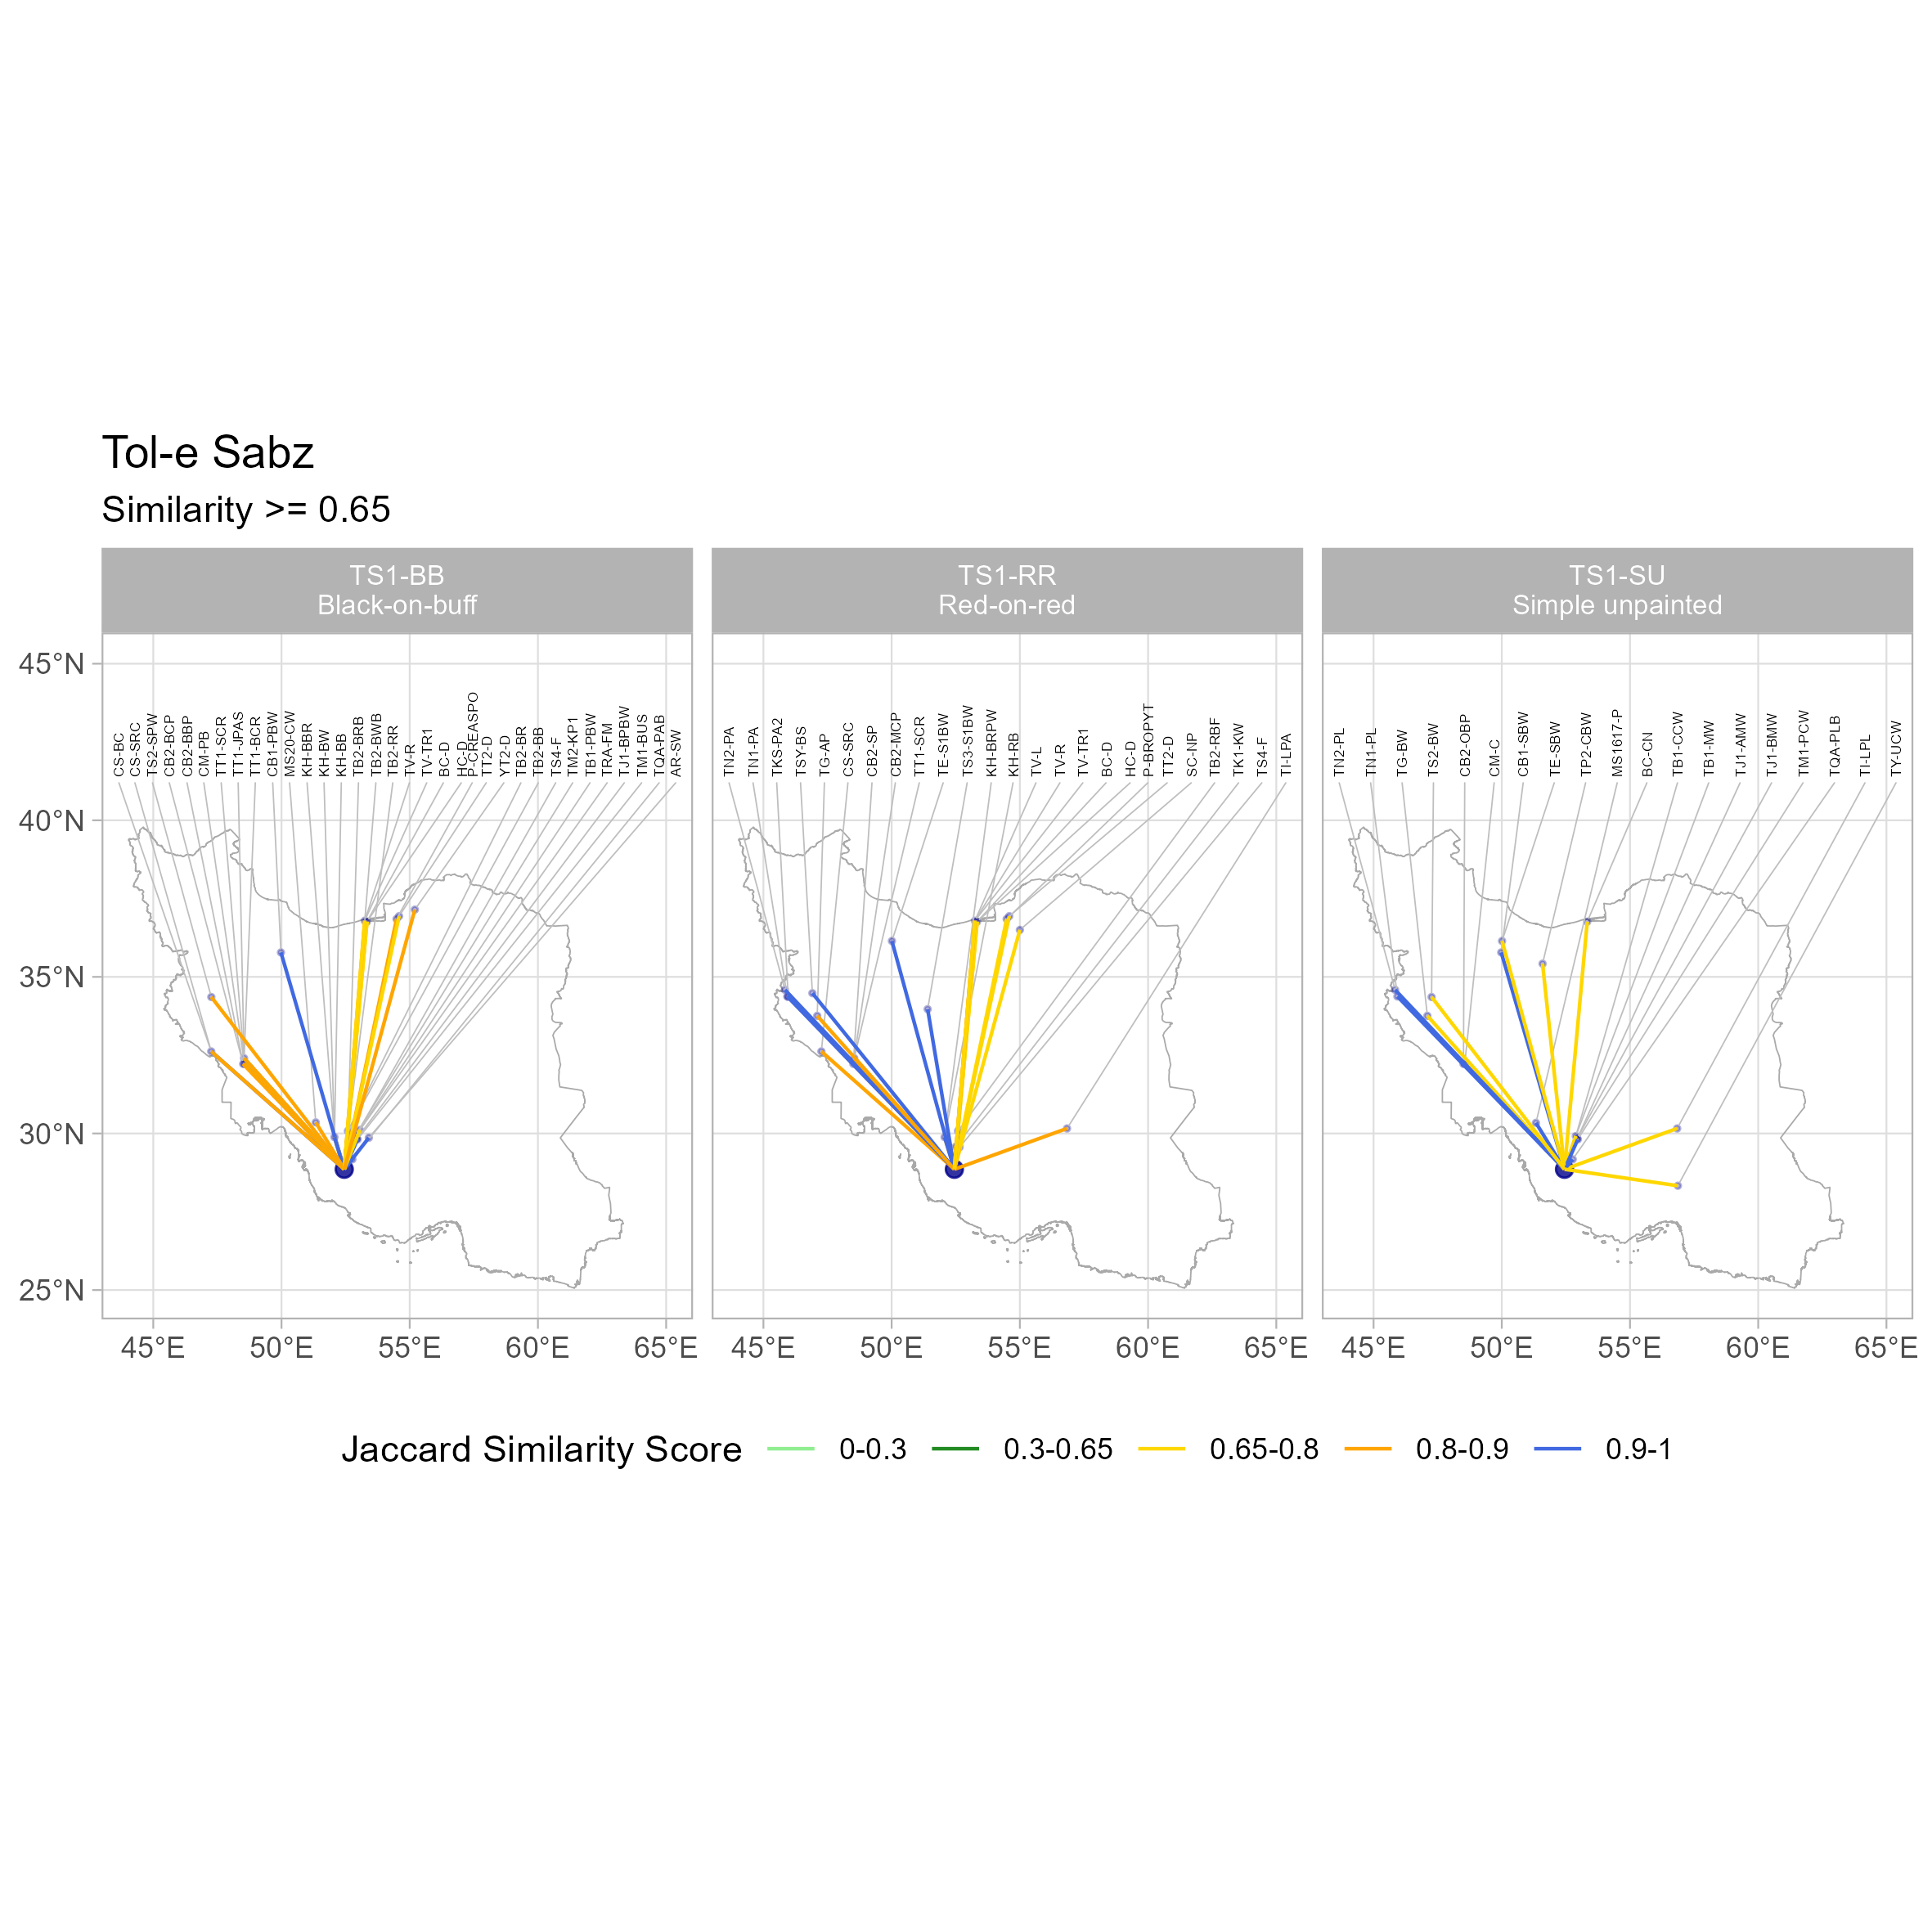 Tol-e Sabz
Similarity >= 0.65
TS1-BB
Black-on-buff
TS1-RR
Red-on-red
TS1-SU
Simple unpainted
45°N
40°N
35°N
30°N
25°N
CS-BC
CS-SRC
TS2-SPW
CB2-BCP
CB2-BBP
CM-PB
TT1-SCR
TT1-JPAS
TT1-BCR
CB1-PBW
MS20-CW
KH-BBR
KH-BW
KH-BB
TB2-BRB
TB2-BWB
TB2-RR
TV-R
TV-TR1
BC-D
HC-D
P-CREASPO
TT2-D
YT2-D
TB2-BR
TB2-BB
TS4-F
TM2-KP1
TB1-PBW
TRA-FM
TJ1-BPBW
TM1-BUS
TQA-PAB
AR-SW
TN2-PA
TN1-PA
TKS-PA2
TSY-BS
TG-AP
CS-SRC
CB2-SP
CB2-MCP
TT1-SCR
TE-S1BW
TS3-S1BW
KH-BRPW
KH-RB
TV-L
TV-R
TV-TR1
BC-D
HC-D
P-BROPYT
TT2-D
SC-NP
TB2-RBF
TK1-KW
TS4-F
TI-LPA
TN2-PL
TN1-PL
TG-BW
TS2-BW
CB2-OBP
CM-C
CB1-SBW
TE-SBW
TP2-CBW
MS1617-P
BC-CN
TB1-CCW
TB1-MW
TJ1-AMW
TJ1-BMW
TM1-PCW
TQA-PLB
TI-LPL
TY-UCW
45°E 50°E 55°E 60°E 65°E
45°E 50°E 55°E 60°E 65°E
45°E 50°E 55°E 60°E 65°E
Jaccard Similarity Score 0-0.3 0.3-0.65 0.65-0.8 0.8-0.9 0.9-1